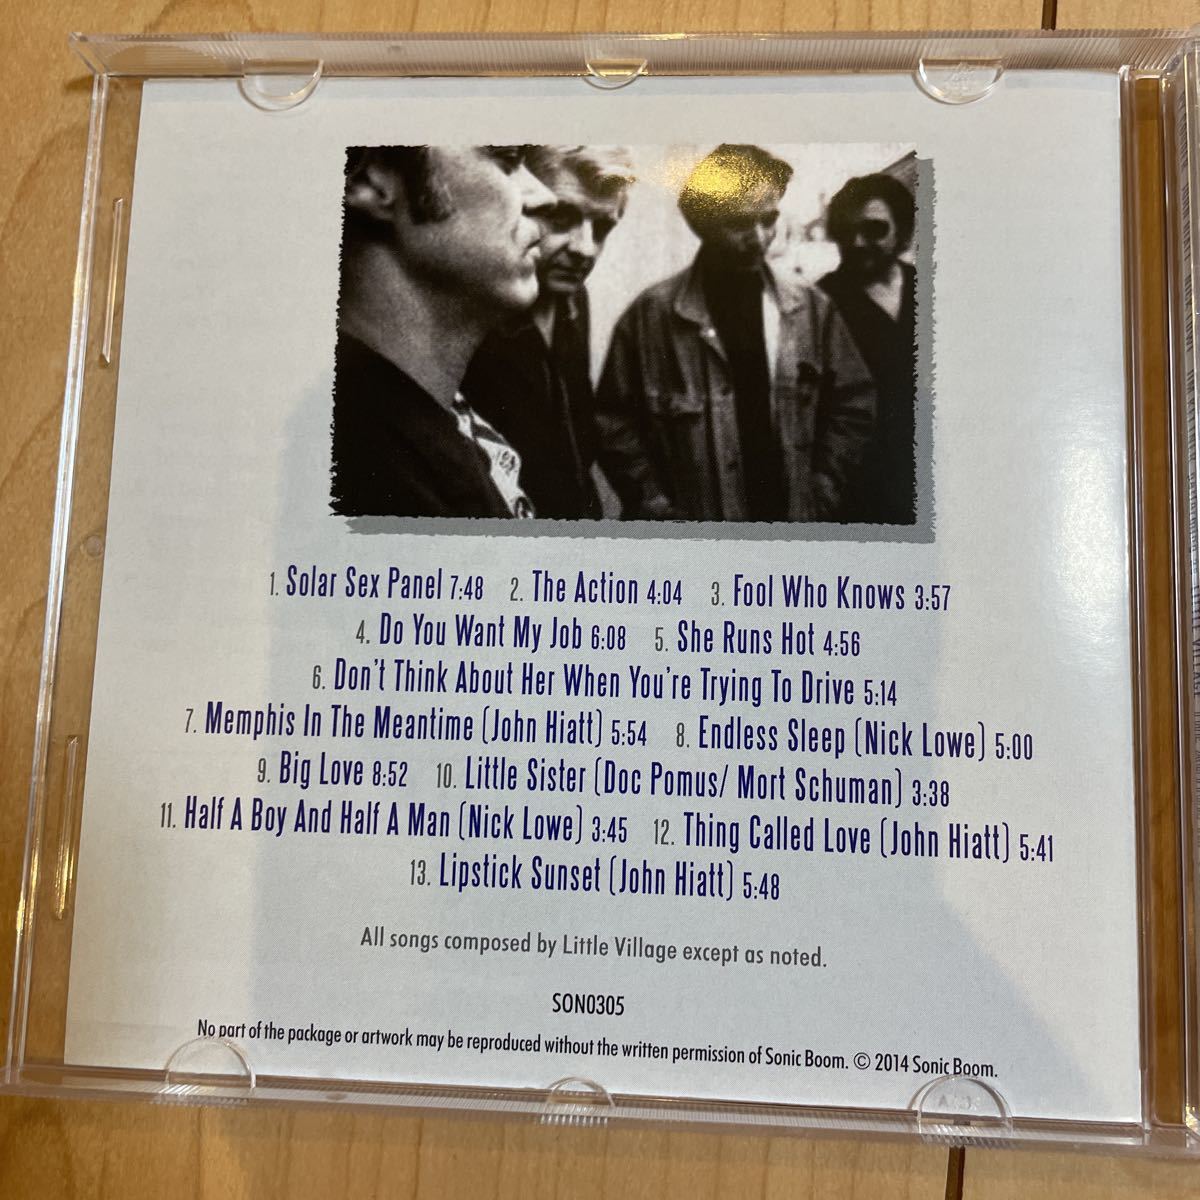 1. Solar Sex Panel 7:48 2. The Action 4:04 3. Fool Who Knows 3:57
4. Do You Want My Job 6:08 5. She Runs Hot 4:56
6. Don't Think About Her When You're Trying To Drive 5:14
7. Memphis In The Meantime (John Hiatt) 5:54 8. Endless Sleep (Nick Lowe) 5:00
9. Big Love 8:52 10. Little Sister (Doc Pomus/ Mort Schuman) 3:38
11. Half A Boy And Half A Man (Nick Lowe) 3:45 12. Thing Called Love (John Hiatt) 5:41
13. Lipstick Sunset (John Hiatt) 5:48
All songs composed by Little Village except as noted.
SON0305
No part of the package or artwork may be reproduced without the written permission of Sonic Boom. © 2014 Sonic Boom.